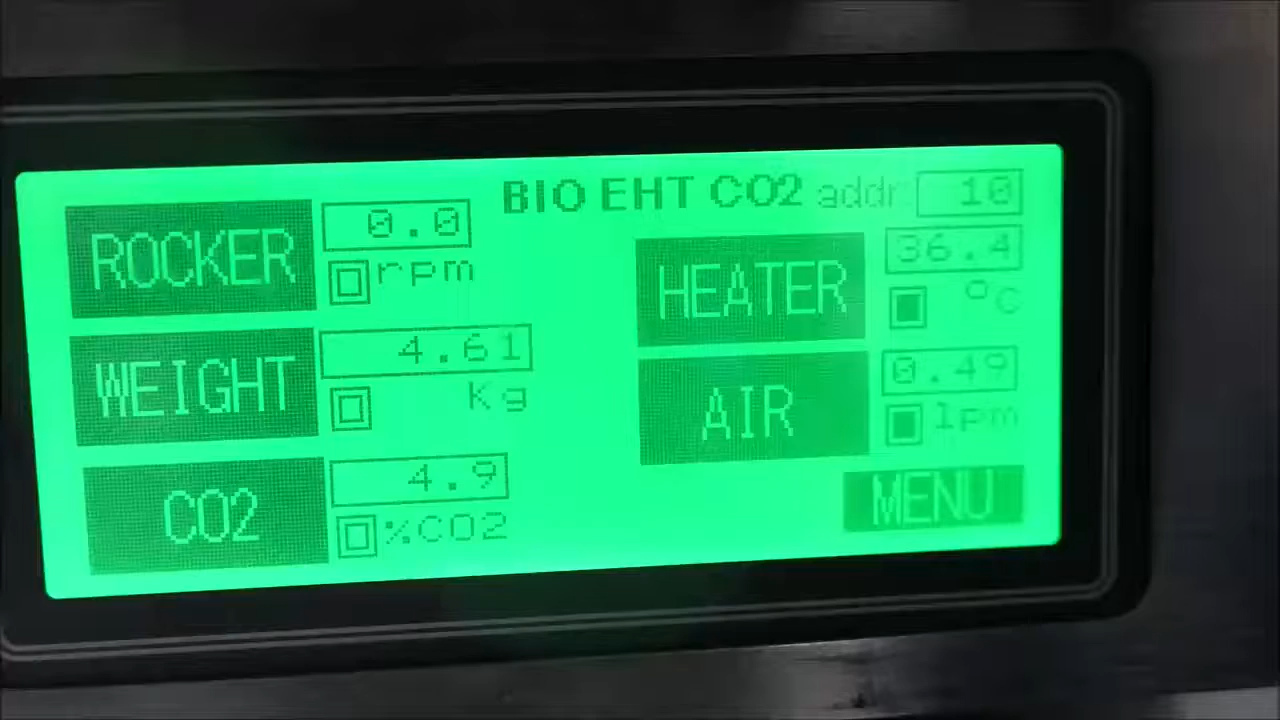 BIO EHT CO2 addr: 10
ROCKER 0.0 rpm
HEATER 36.4 °C
WEIGHT 4.61 Kg
AIR 0.49 lpm
CO2 4.9 %CO2
MENU